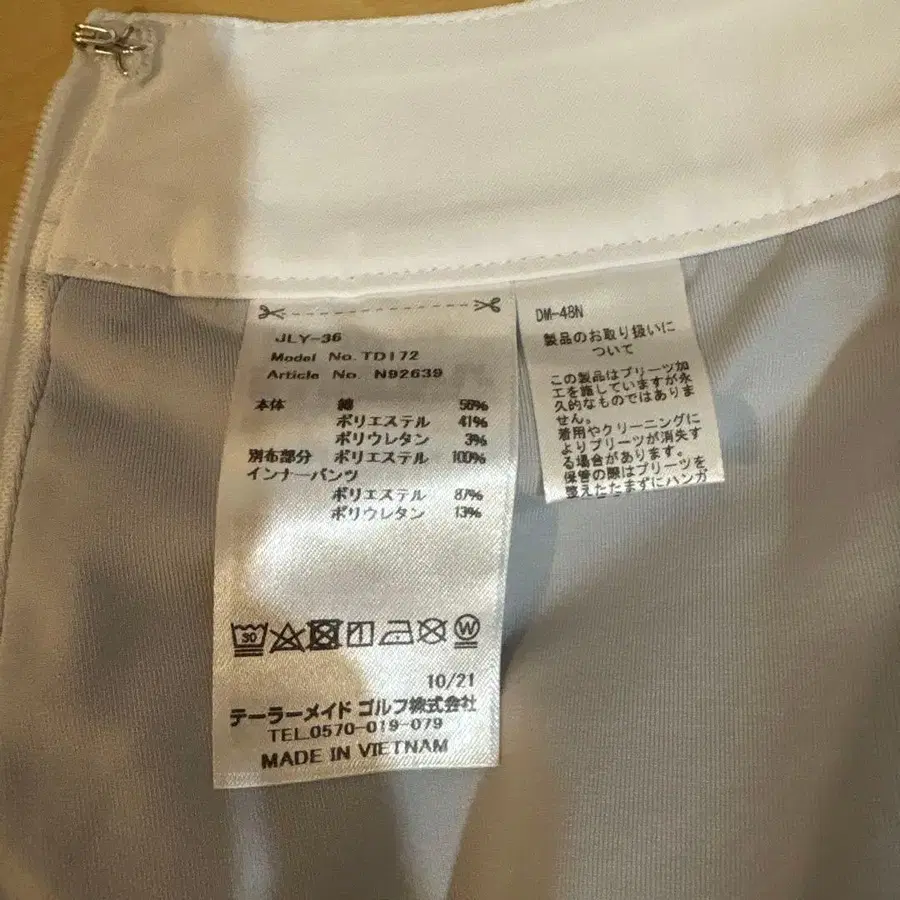 JLY-36
Model No. TD172
Article No. N92639
本体 綿 56%
ポリエステル 41%
ポリウレタン 3%
別布部分 ポリエステル 100%
インナーパンツ
ポリエステル 87%
ポリウレタン 13%
30
W
10/21
テーラーメイド ゴルフ株式会社
TEL.0570-019-079
MADE IN VIETNAM
DM-48N
製品のお取り扱いに
ついて
この製品はプリーツ加
工を施していますが永
久的なものではありま
せん。
着用やクリーニングに
よりプリーツが消失す
る場合があります。
保管の際はプリーツを
整えたたまずにハンガ